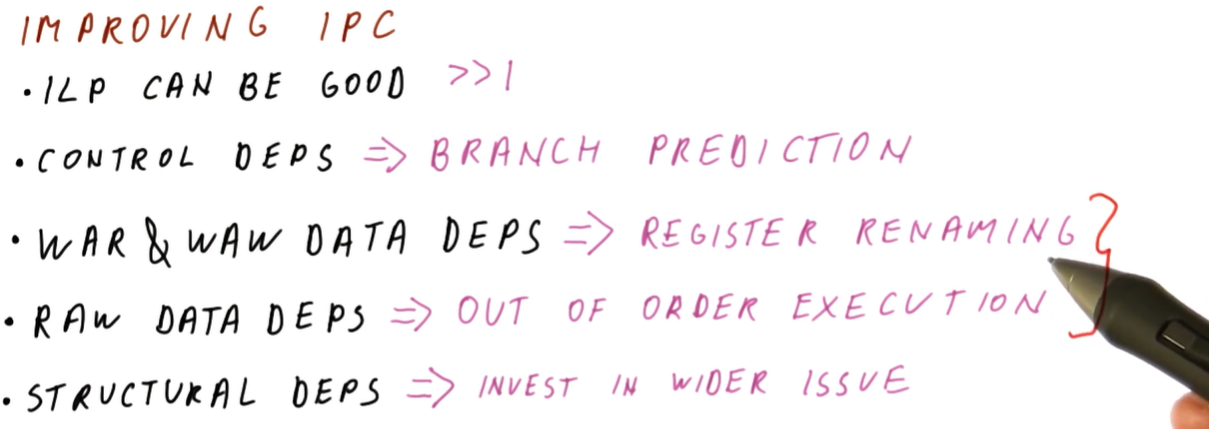 IMPROVING IPC
• ILP CAN BE GOOD >>1
• CONTROL DEPS => BRANCH PREDICTION
• WAR & WAW DATA DEPS => REGISTER RENAMING }
• RAW DATA DEPS => OUT OF ORDER EXECUTION
• STRUCTURAL DEPS => INVEST IN WIDER ISSUE